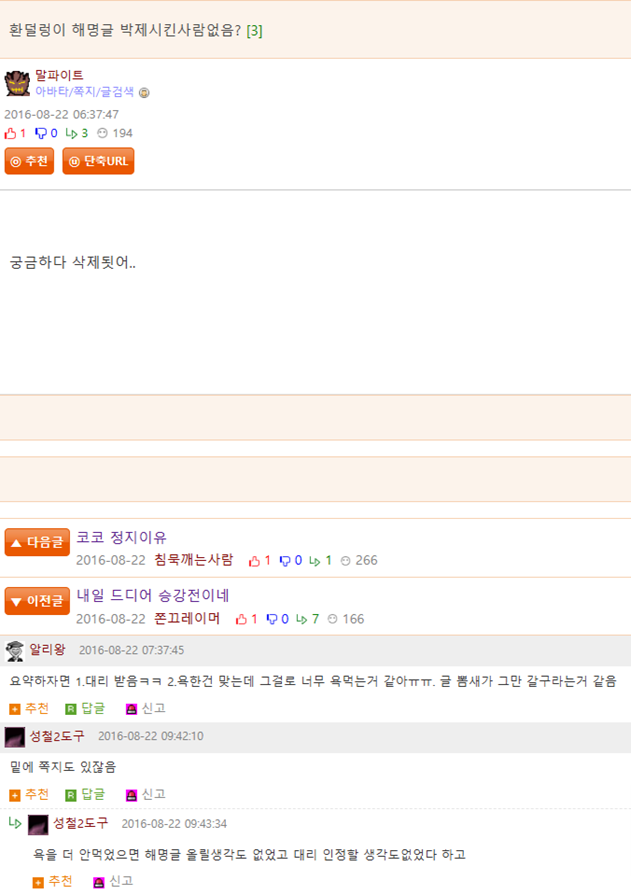 환덜렁이 해명글 박제시킨사람없음? [3]
말파이트
아바타/쪽지/글검색
2016-08-22 06:37:47
1 0 3 194
추천 단축URL
궁금하다 삭제됫어..
다음글 코코 정지이유
2016-08-22 침묵깨는사람 1 0 1 266
이전글 내일 드디어 승강전이네
2016-08-22 쫀끄레이머 1 0 7 166
알리왕 2016-08-22 07:37:45
요약하자면 1.대리 받음ㅋㅋ 2.욕한건 맞는데 그걸로 너무 욕먹는거 같아ㅠㅠ. 글 뽐새가 그만 갈구라는거 같음
추천 답글 신고
성철2도구 2016-08-22 09:42:10
밑에 쪽지도 있잖음
추천 답글 신고
성철2도구 2016-08-22 09:43:34
욕을 더 안먹었으면 해명글 올릴생각도 없었고 대리 인정할 생각도없었다 하고
추천 신고